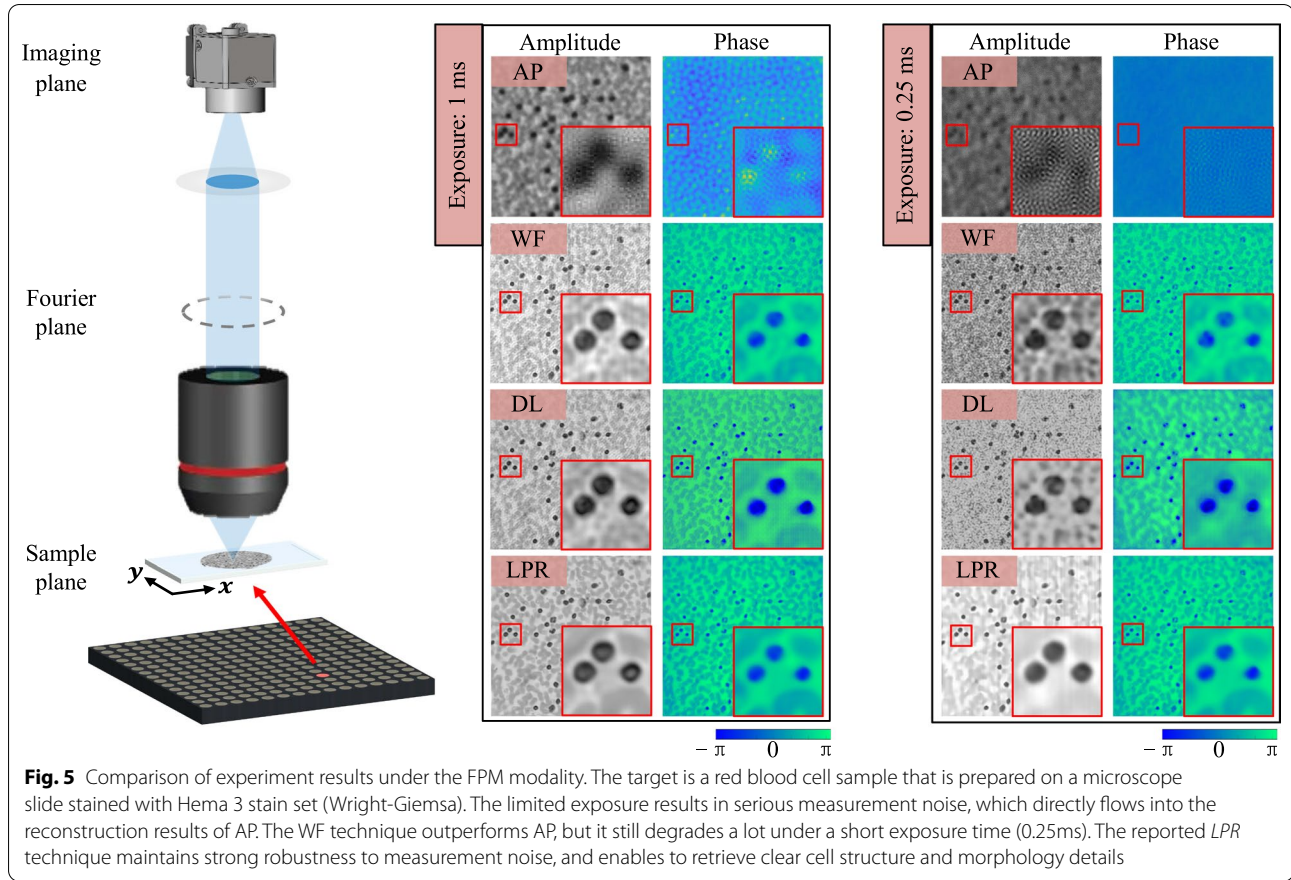 Imaging
plane
Fourier
plane
Sample
plane
y
x
Exposure: 1 ms
Amplitude
Phase
AP
WF
DL
LPR
− π 0 π
Exposure: 0.25 ms
Amplitude
Phase
AP
WF
DL
LPR
− π 0 π
Fig. 5 Comparison of experiment results under the FPM modality. The target is a red blood cell sample that is prepared on a microscope
slide stained with Hema 3 stain set (Wright-Giemsa). The limited exposure results in serious measurement noise, which directly flows into the
reconstruction results of AP. The WF technique outperforms AP, but it still degrades a lot under a short exposure time (0.25ms). The reported LPR
technique maintains strong robustness to measurement noise, and enables to retrieve clear cell structure and morphology details